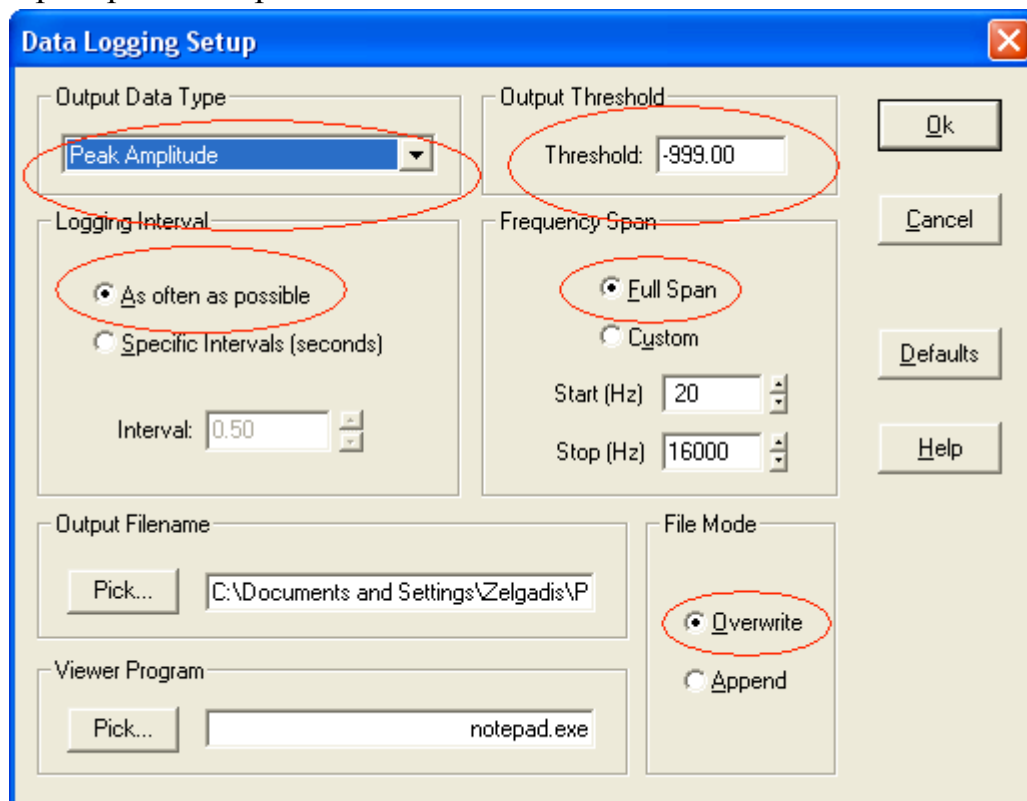 Data Logging Setup
Output Data Type
Peak Amplitude
Output Threshold
Threshold: -999.00
Ok
Cancel
Logging Interval
As often as possible
Specific Intervals (seconds)
Interval: 0.50
Frequency Span
Full Span
Custom
Start (Hz) 20
Stop (Hz) 16000
Defaults
Help
Output Filename
Pick... C:\Documents and Settings\Zelgadis\P
File Mode
Overwrite
Append
Viewer Program
Pick... notepad.exe